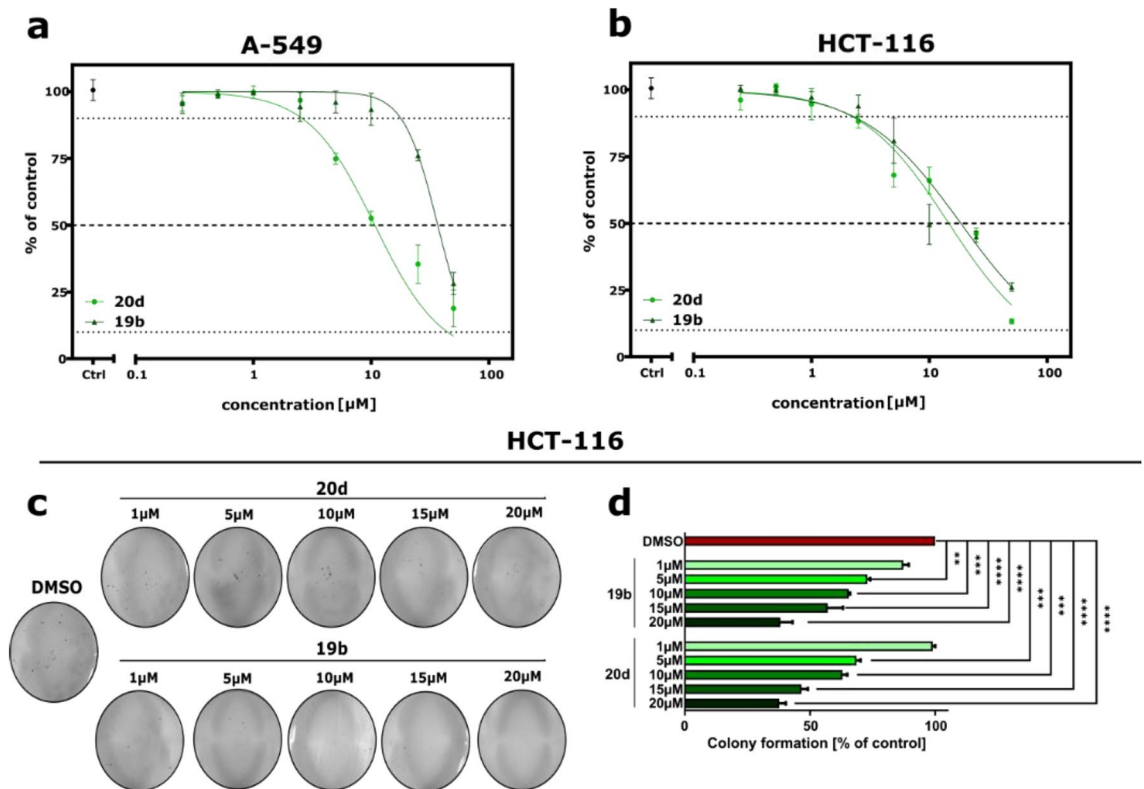 a
A-549
% of control
100
75
50
25
0
20d
19b
Ctrl 0.1 1 10 100
concentration [µM]
b
HCT-116
% of control
100
75
50
25
0
20d
19b
Ctrl 0.1 1 10 100
concentration [µM]
HCT-116
c
20d
1µM 5µM 10µM 15µM 20µM
DMSO
19b
1µM 5µM 10µM 15µM 20µM
d
DMSO
19b
1µM
5µM
10µM
15µM
20µM
20d
1µM
5µM
10µM
15µM
20µM
** *** **** **** *** *** **** ****
0 50 100
Colony formation [% of control]